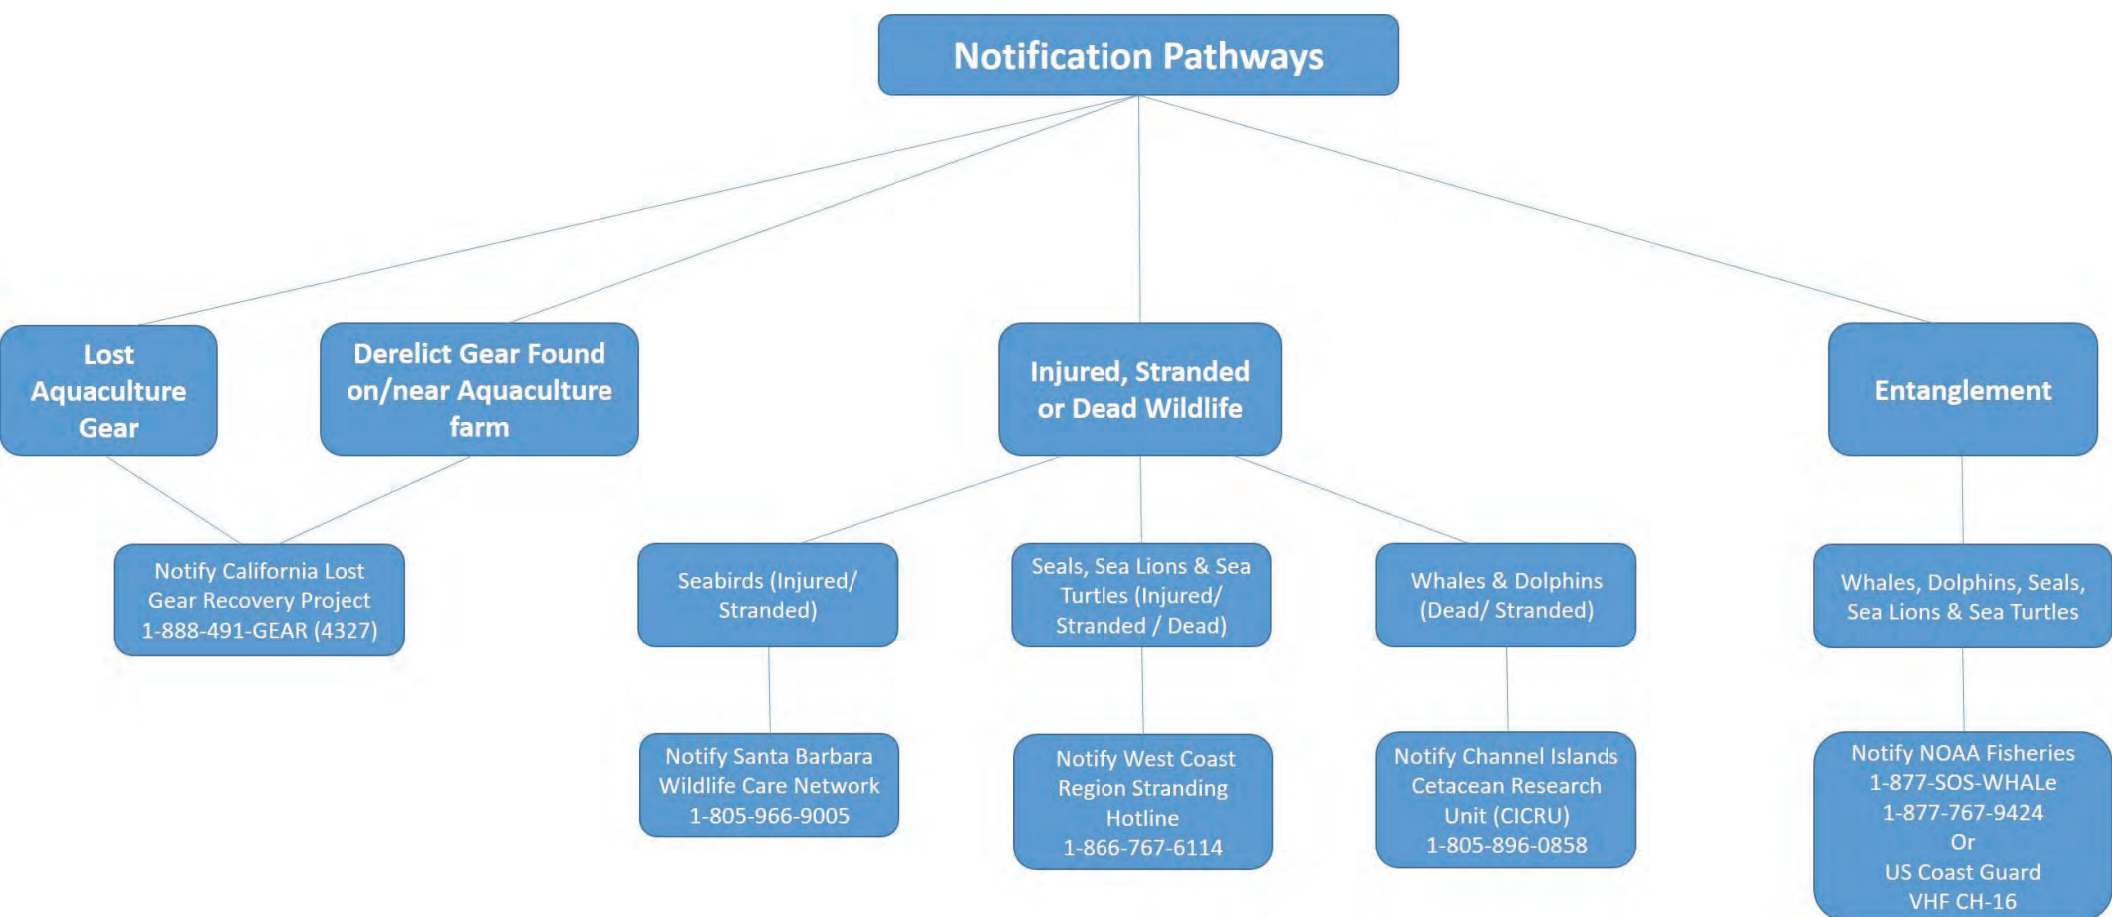 Notification Pathways
Lost
Aquaculture
Gear
Derelict Gear Found
on/near Aquaculture
farm
Injured, Stranded
or Dead Wildlife
Entanglement
Notify California Lost
Gear Recovery Project
1-888-491-GEAR (4327)
Seabirds (Injured/
Stranded)
Seals, Sea Lions & Sea
Turtles (Injured/
Stranded / Dead)
Whales & Dolphins
(Dead/ Stranded)
Whales, Dolphins, Seals,
Sea Lions & Sea Turtles
Notify Santa Barbara
Wildlife Care Network
1-805-966-9005
Notify West Coast
Region Stranding
Hotline
1-866-767-6114
Notify Channel Islands
Cetacean Research
Unit (CICRU)
1-805-896-0858
Notify NOAA Fisheries
1-877-SOS-WHALe
1-877-767-9424
Or
US Coast Guard
VHF CH-16